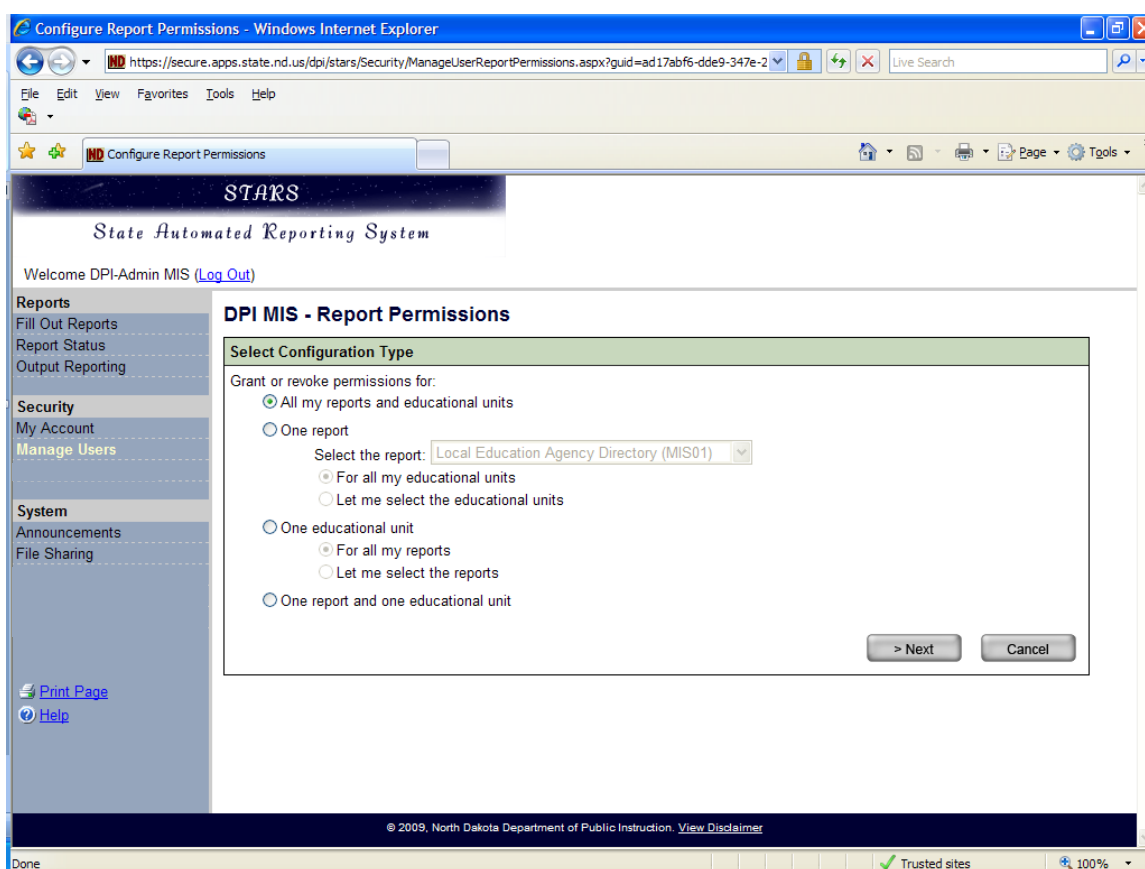 Configure Report Permissions - Windows Internet Explorer
https://secure.apps.state.nd.us/dpi/stars/Security/ManageUserReportPermissions.aspx?guid=ad17abf6-dde9-347e-2
Live Search
File Edit View Favorites Tools Help
ND Configure Report Permissions
Page Tools
STARS
State Automated Reporting System
Welcome DPI-Admin MIS (Log Out)
Reports
Fill Out Reports
Report Status
Output Reporting
Security
My Account
Manage Users
System
Announcements
File Sharing
Print Page
Help
DPI MIS - Report Permissions
Select Configuration Type
Grant or revoke permissions for:
All my reports and educational units
One report
Select the report: Local Education Agency Directory (MIS01)
For all my educational units
Let me select the educational units
One educational unit
For all my reports
Let me select the reports
One report and one educational unit
> Next Cancel
© 2009, North Dakota Department of Public Instruction. View Disclaimer
Done Trusted sites 100%